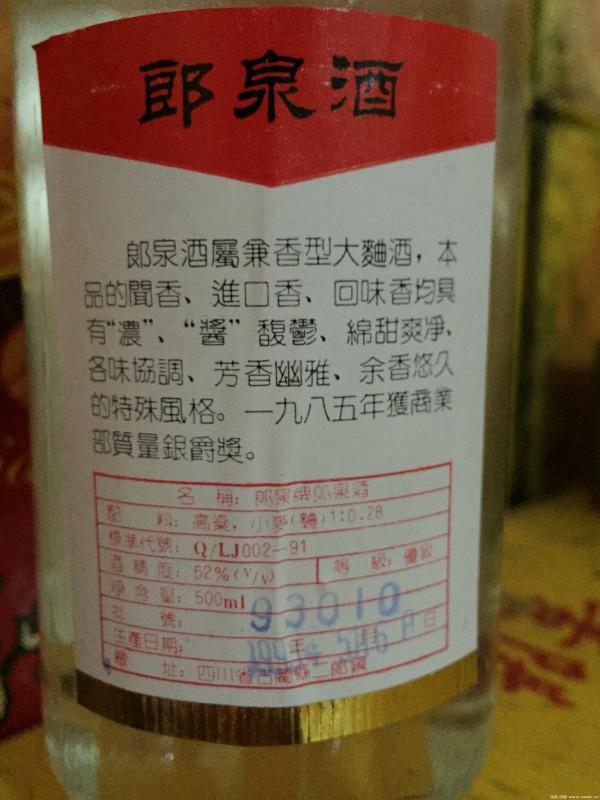 郎泉酒
郎泉酒屬兼香型大麯酒，本
品的聞香、進口香、回味香均具
有“濃”、“醬”馥鬱、綿甜爽凈、
各味協調、芳香幽雅、余香悠久
的特殊風格。一九八五年獲商業
部質量銀爵獎。
名 稱：郎泉牌郎泉酒
配 料：高粱，小麥(麯)1:0.28
標準代號：Q/LJ002—91
酒精度：52%(V/V) 等 級：優級
净含量：500ml
批 號：93010
生產日期： 年 日
廠 址：四川省古藺縣二郎鎮